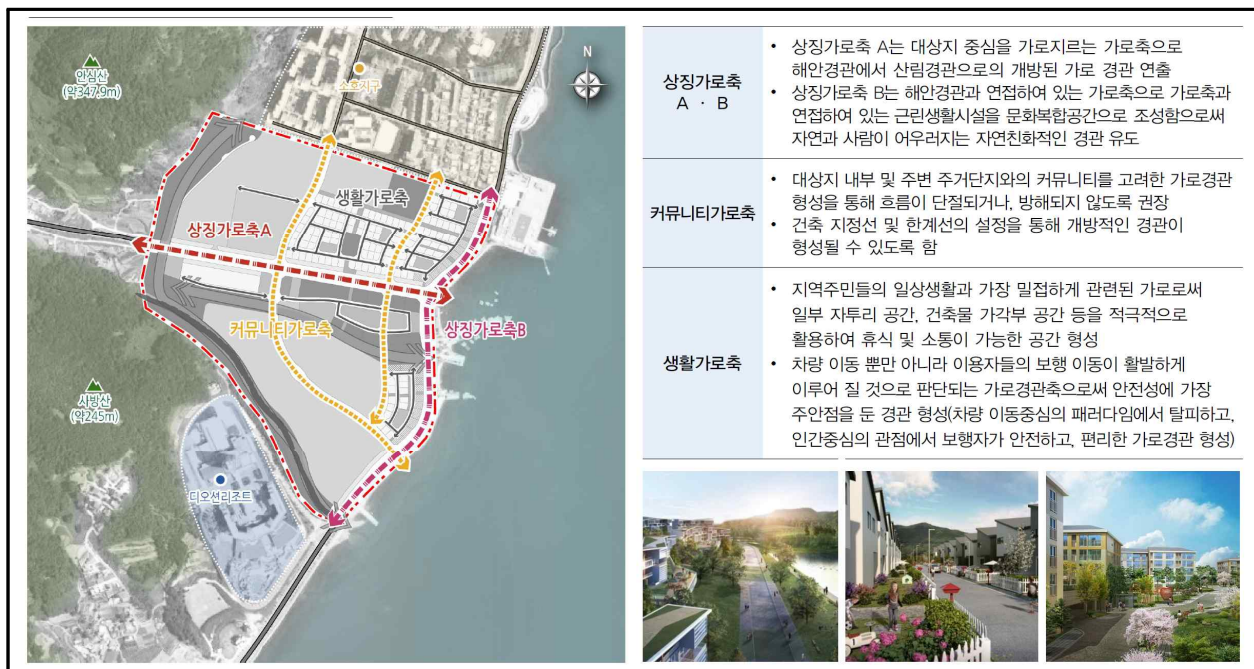 안심산
(약347.9m)
소호지구
N
생활가로축
상징가로축A
커뮤니티가로축
상징가로축B
사방산
(약245m)
디오션리조트
상징가로축
A · B
• 상징가로축 A는 대상지 중심을 가로지르는 가로축으로
해안경관에서 산림경관으로의 개방된 가로 경관 연출
• 상징가로축 B는 해안경관과 연접하여 있는 가로축으로 가로축과
연접하여 있는 근린생활시설을 문화복합공간으로 조성함으로써
자연과 사람이 어우러지는 자연친화적인 경관 유도
커뮤니티가로축
• 대상지 내부 및 주변 주거단지와의 커뮤니티를 고려한 가로경관
형성을 통해 흐름이 단절되거나, 방해되지 않도록 권장
• 건축 지정선 및 한계선의 설정을 통해 개방적인 경관이
형성될 수 있도록 함
생활가로축
• 지역주민들의 일상생활과 가장 밀접하게 관련된 가로로써
일부 자투리 공간, 건축물 가각부 공간 등을 적극적으로
활용하여 휴식 및 소통이 가능한 공간 형성
• 차량 이동 뿐만 아니라 이용자들의 보행 이동이 활발하게
이루어 질 것으로 판단되는 가로경관축으로써 안전성에 가장
주안점을 둔 경관 형성(차량 이동중심의 패러다임에서 탈피하고,
인간중심의 관점에서 보행자가 안전하고, 편리한 가로경관 형성)